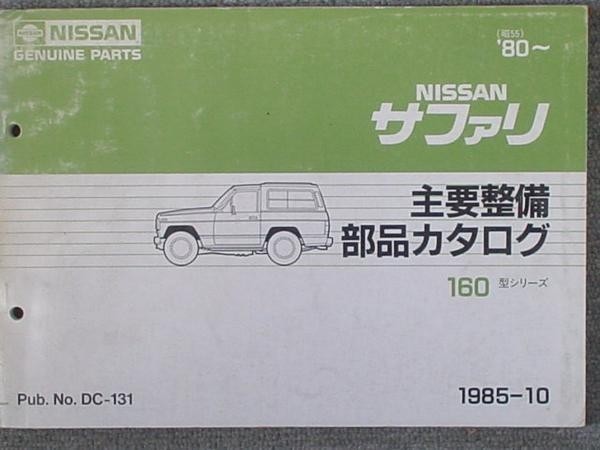 NISSAN
GENUINE PARTS
(昭55)
'80～
NISSAN
サファリ
主要整備
部品カタログ
160 型シリーズ
Pub. No. DC-131
1985-10